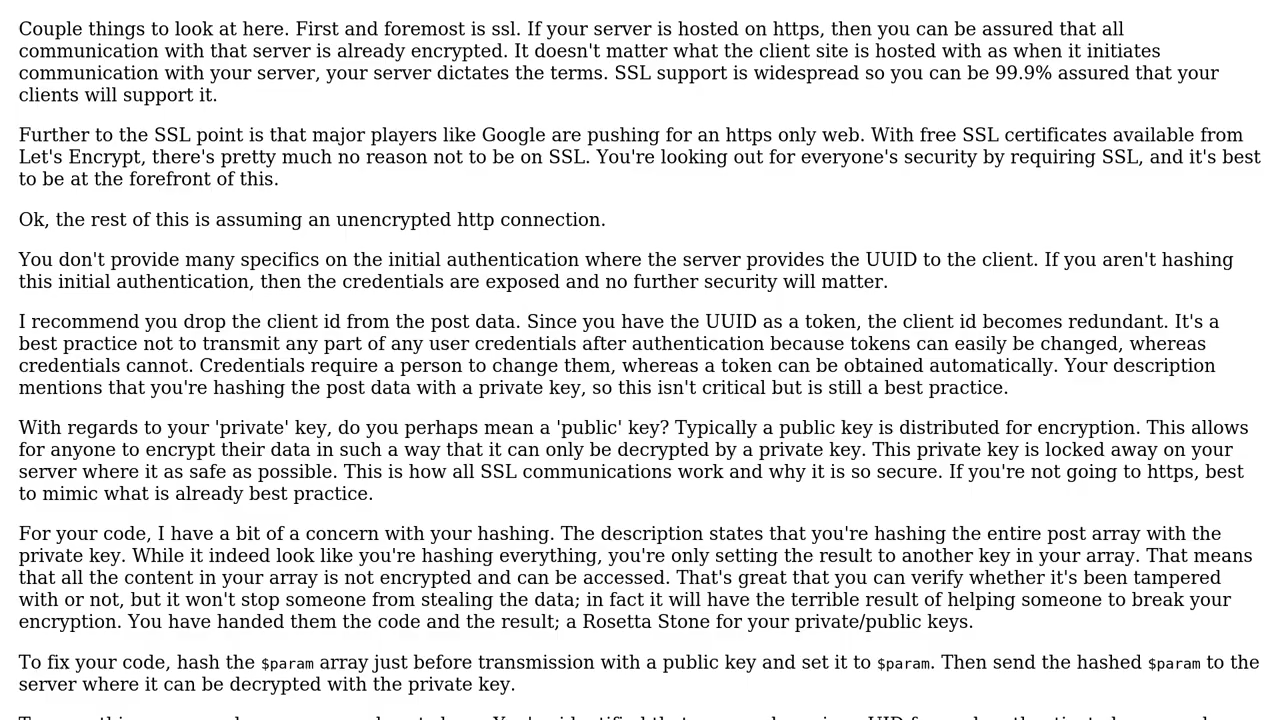 Couple things to look at here. First and foremost is ssl. If your server is hosted on https, then you can be assured that all
communication with that server is already encrypted. It doesn't matter what the client site is hosted with as when it initiates
communication with your server, your server dictates the terms. SSL support is widespread so you can be 99.9% assured that your
clients will support it.
Further to the SSL point is that major players like Google are pushing for an https only web. With free SSL certificates available from
Let's Encrypt, there's pretty much no reason not to be on SSL. You're looking out for everyone's security by requiring SSL, and it's best
to be at the forefront of this.
Ok, the rest of this is assuming an unencrypted http connection.
You don't provide many specifics on the initial authentication where the server provides the UUID to the client. If you aren't hashing
this initial authentication, then the credentials are exposed and no further security will matter.
I recommend you drop the client id from the post data. Since you have the UUID as a token, the client id becomes redundant. It's a
best practice not to transmit any part of any user credentials after authentication because tokens can easily be changed, whereas
credentials cannot. Credentials require a person to change them, whereas a token can be obtained automatically. Your description
mentions that you're hashing the post data with a private key, so this isn't critical but is still a best practice.
With regards to your 'private' key, do you perhaps mean a 'public' key? Typically a public key is distributed for encryption. This allows
for anyone to encrypt their data in such a way that it can only be decrypted by a private key. This private key is locked away on your
server where it as safe as possible. This is how all SSL communications work and why it is so secure. If you're not going to https, best
to mimic what is already best practice.
For your code, I have a bit of a concern with your hashing. The description states that you're hashing the entire post array with the
private key. While it indeed look like you're hashing everything, you're only setting the result to another key in your array. That means
that all the content in your array is not encrypted and can be accessed. That's great that you can verify whether it's been tampered
with or not, but it won't stop someone from stealing the data; in fact it will have the terrible result of helping someone to break your
encryption. You have handed them the code and the result; a Rosetta Stone for your private/public keys.
To fix your code, hash the $param array just before transmission with a public key and set it to $param. Then send the hashed $param to the
server where it can be decrypted with the private key.